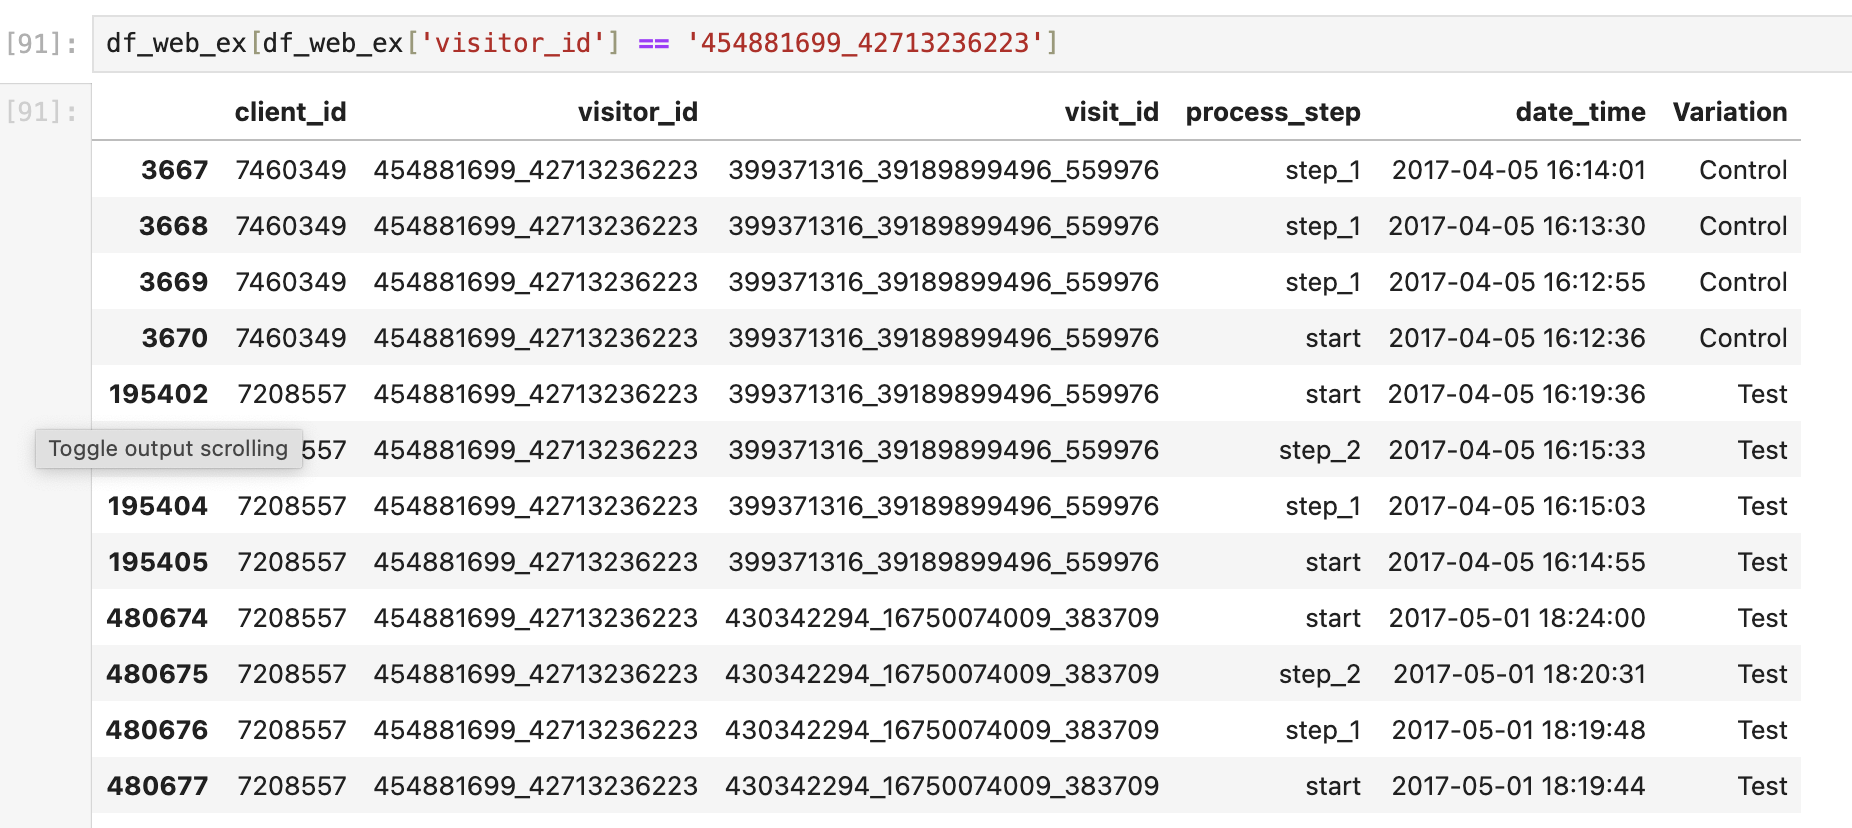 [91]: df_web_ex[df_web_ex['visitor_id'] == '454881699_42713236223']
[91]:
client_id visitor_id visit_id process_step date_time Variation
3667 7460349 454881699_42713236223 399371316_39189899496_559976 step_1 2017-04-05 16:14:01 Control
3668 7460349 454881699_42713236223 399371316_39189899496_559976 step_1 2017-04-05 16:13:30 Control
3669 7460349 454881699_42713236223 399371316_39189899496_559976 step_1 2017-04-05 16:12:55 Control
3670 7460349 454881699_42713236223 399371316_39189899496_559976 start 2017-04-05 16:12:36 Control
195402 7208557 454881699_42713236223 399371316_39189899496_559976 start 2017-04-05 16:19:36 Test
Toggle output scrolling 557 454881699_42713236223 399371316_39189899496_559976 step_2 2017-04-05 16:15:33 Test
195404 7208557 454881699_42713236223 399371316_39189899496_559976 step_1 2017-04-05 16:15:03 Test
195405 7208557 454881699_42713236223 399371316_39189899496_559976 start 2017-04-05 16:14:55 Test
480674 7208557 454881699_42713236223 430342294_16750074009_383709 start 2017-05-01 18:24:00 Test
480675 7208557 454881699_42713236223 430342294_16750074009_383709 step_2 2017-05-01 18:20:31 Test
480676 7208557 454881699_42713236223 430342294_16750074009_383709 step_1 2017-05-01 18:19:48 Test
480677 7208557 454881699_42713236223 430342294_16750074009_383709 start 2017-05-01 18:19:44 Test